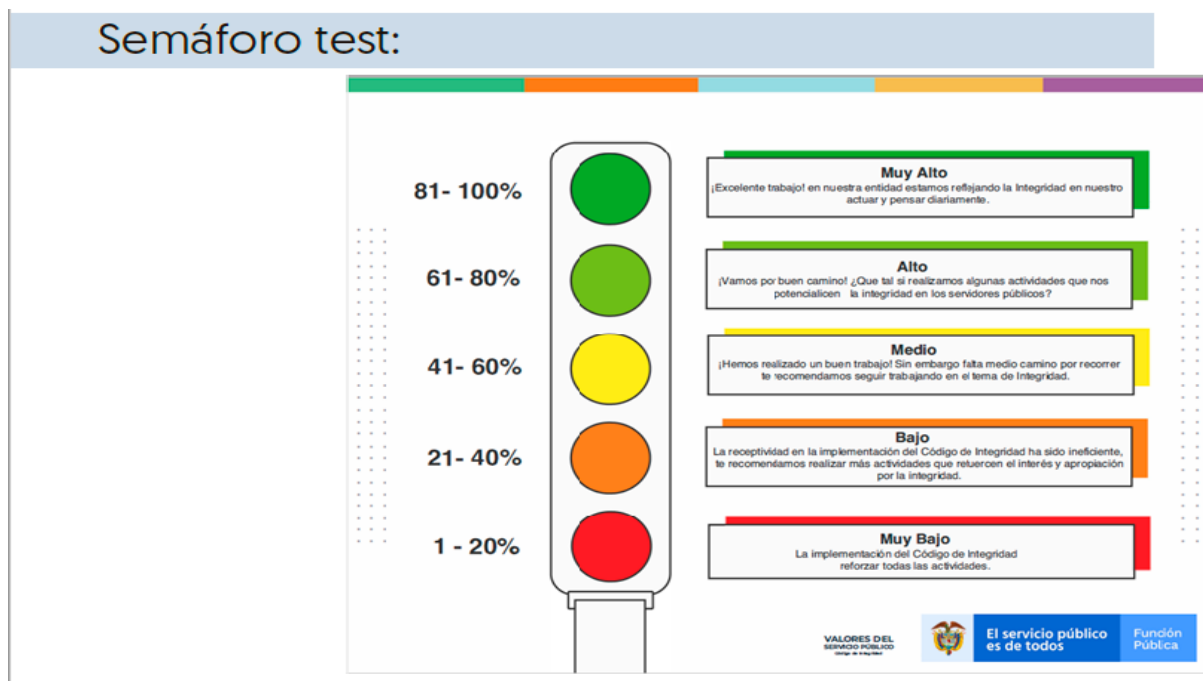 Semáforo test:
81- 100%
Muy Alto
¡Excelente trabajo! en nuestra entidad estamos reflejando la Integridad en nuestro
actuar y pensar diariamente.
61- 80%
Alto
¡Vamos por buen camino! ¿Que tal si realizamos algunas actividades que nos
potencialicen la integridad en los servidores públicos?
41- 60%
Medio
¡Hemos realizado un buen trabajo! Sin embargo falta medio camino por recorrer
te recomendamos seguir trabajando en el tema de Integridad.
21- 40%
Bajo
La receptividad en la implementación del Código de Integridad ha sido ineficiente,
te recomendamos realizar más actividades que refuercen el interés y apropiación
por la integridad.
1 - 20%
Muy Bajo
La implementación del Código de Integridad
reforzar todas las actividades.
VALORES DEL
SERVICIO PÚBLICO
Código de Integridad
El servicio público
es de todos
Función
Pública